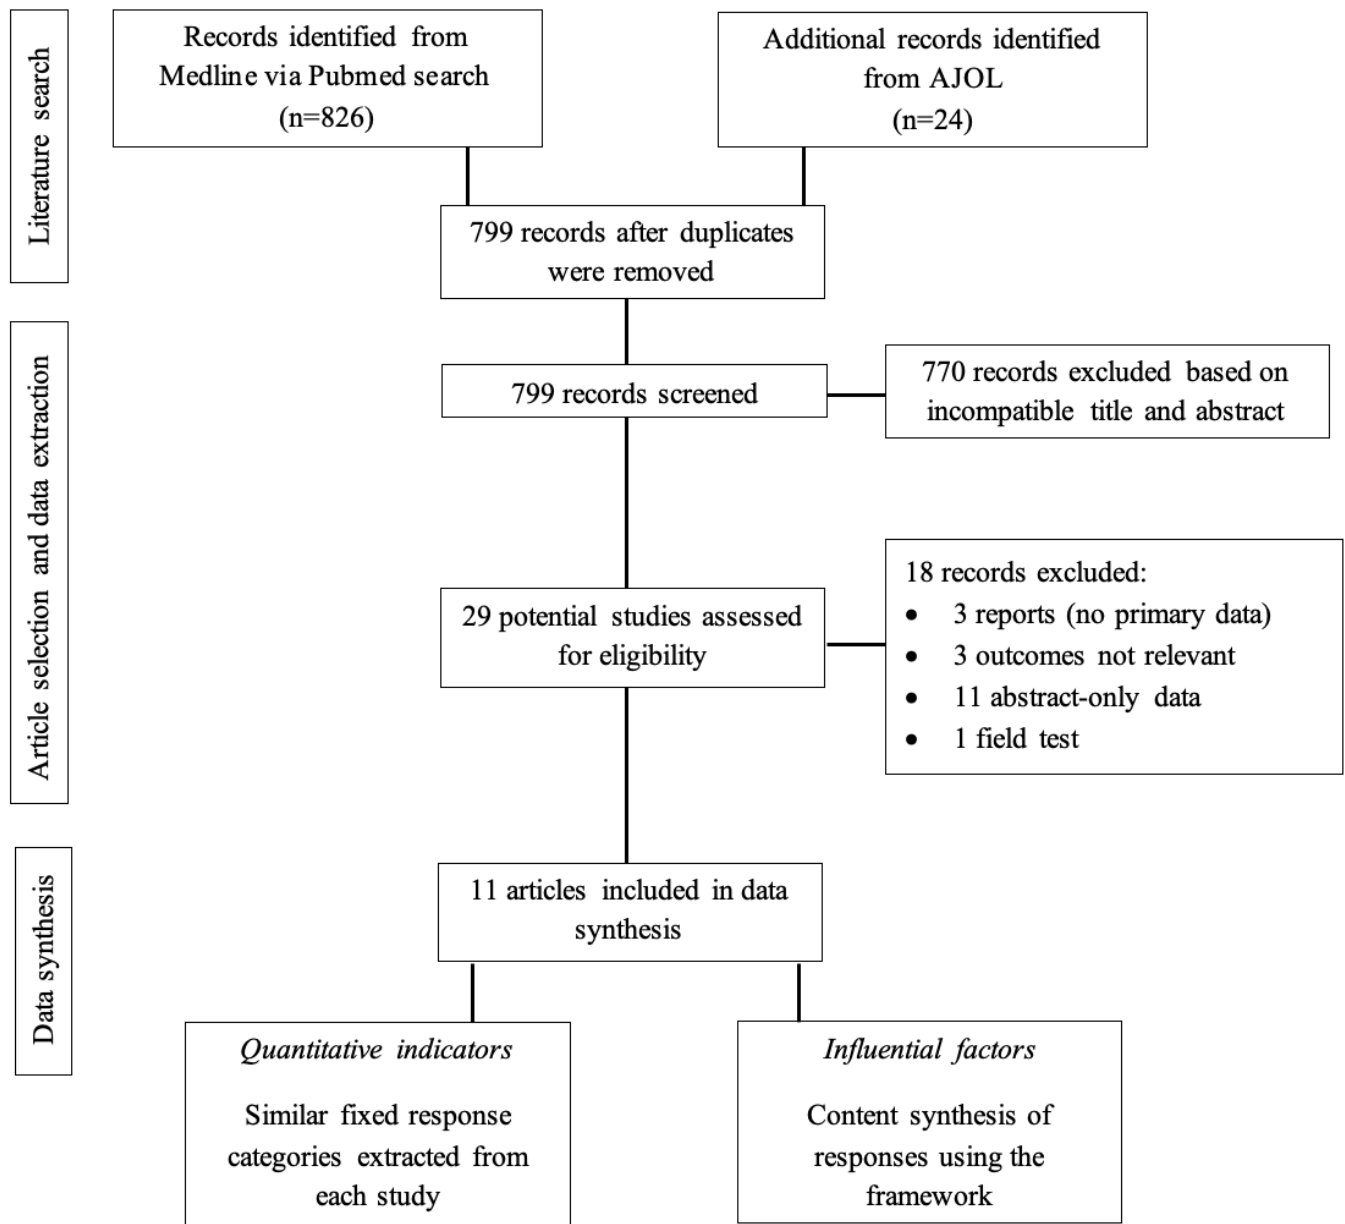 Literature search
Records identified from
Medline via Pubmed search
(n=826)
Additional records identified
from AJOL
(n=24)
799 records after duplicates
were removed
Article selection and data extraction
799 records screened
770 records excluded based on
incompatible title and abstract
29 potential studies assessed
for eligibility
18 records excluded:
• 3 reports (no primary data)
• 3 outcomes not relevant
• 11 abstract-only data
• 1 field test
Data synthesis
11 articles included in data
synthesis
Quantitative indicators
Similar fixed response
categories extracted from
each study
Influential factors
Content synthesis of
responses using the
framework